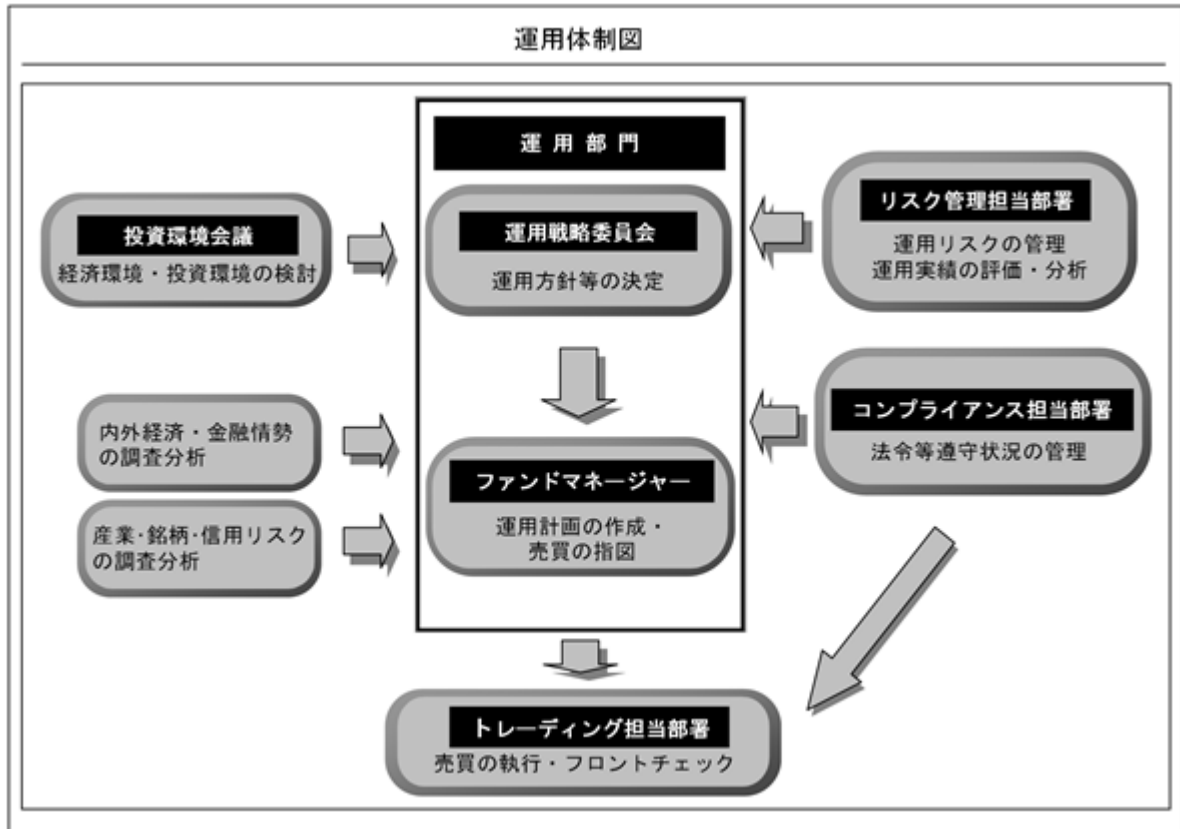 運用体制図
運用部門
投資環境会議
経済環境・投資環境の検討
運用戦略委員会
運用方針等の決定
リスク管理担当部署
運用リスクの管理
運用実績の評価・分析
内外経済・金融情勢
の調査分析
産業・銘柄・信用リスク
の調査分析
ファンドマネージャー
運用計画の作成・
売買の指図
コンプライアンス担当部署
法令等遵守状況の管理
トレーディング担当部署
売買の執行・フロントチェック